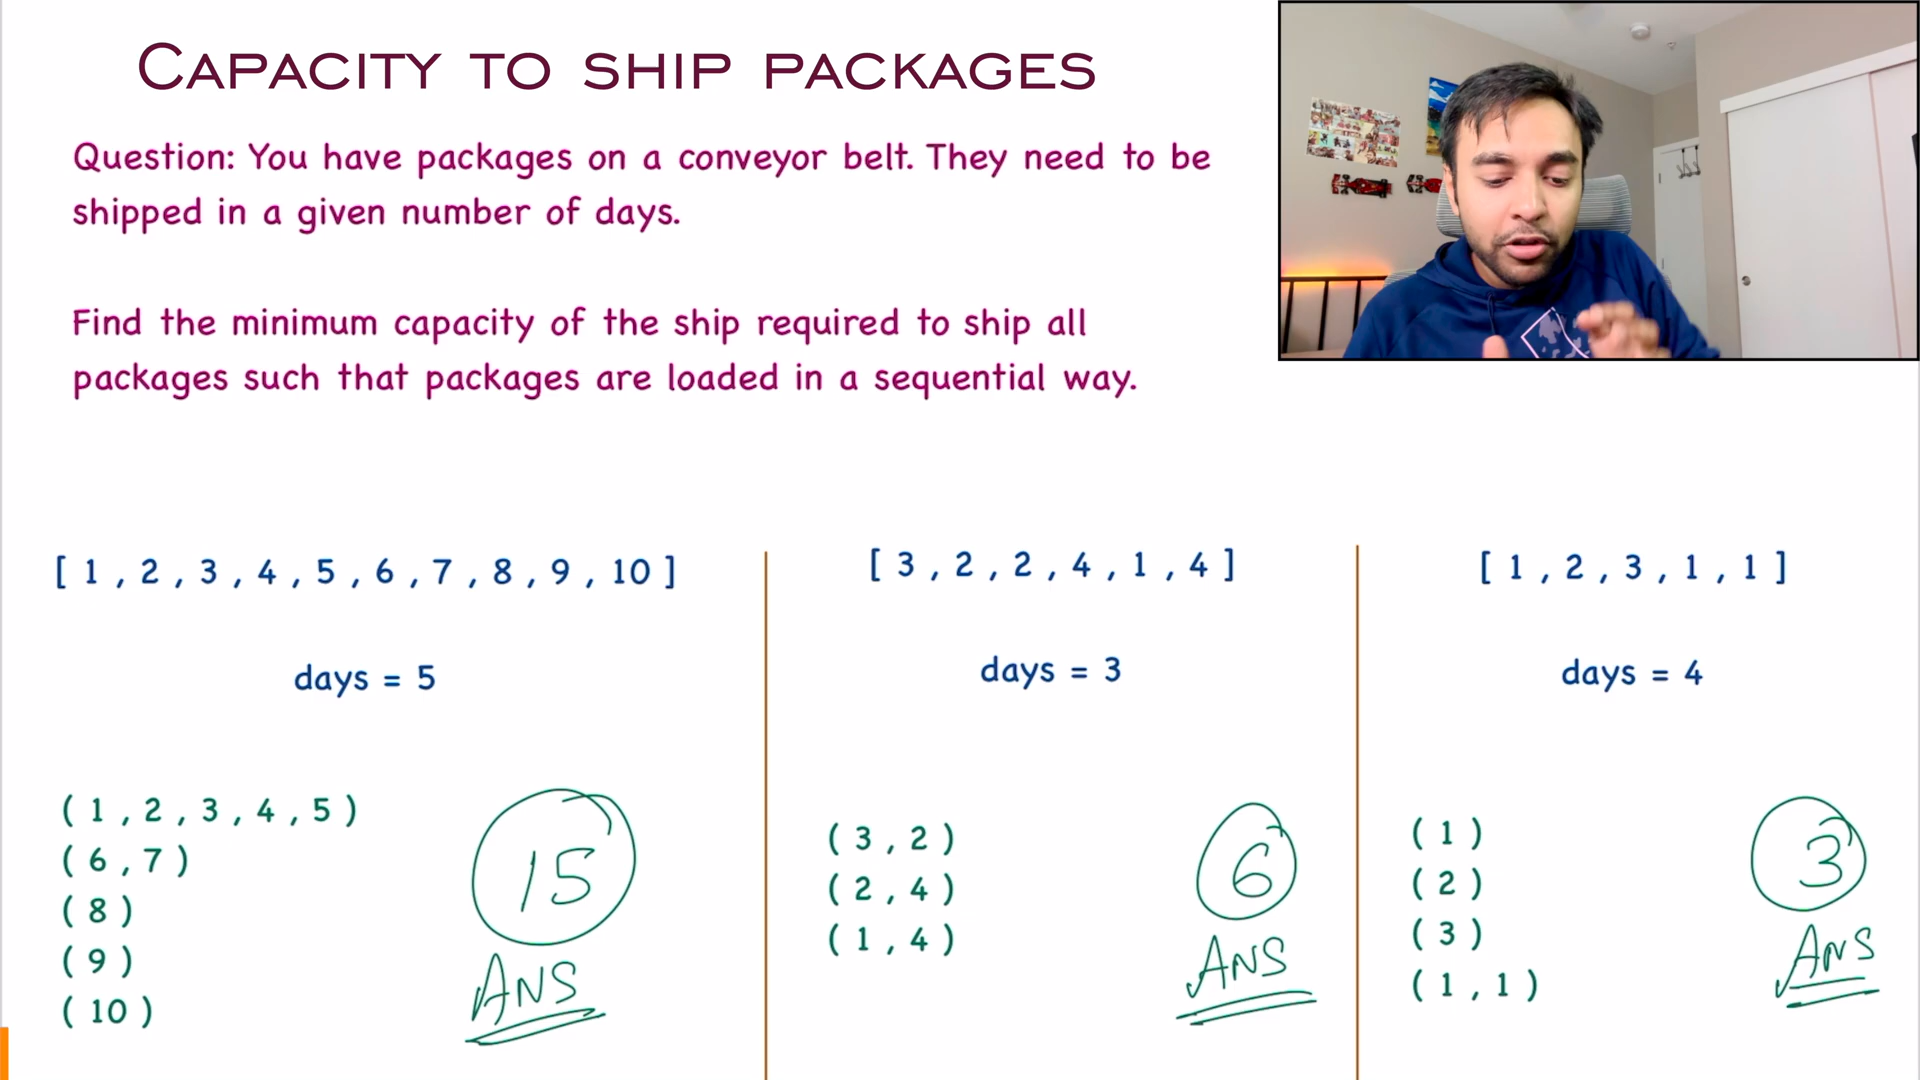 CAPACITY TO SHIP PACKAGES
Question: You have packages on a conveyor belt. They need to be
shipped in a given number of days.
Find the minimum capacity of the ship required to ship all
packages such that packages are loaded in a sequential way.
[ 1 , 2 , 3 , 4 , 5 , 6 , 7 , 8 , 9 , 10 ]
days = 5
( 1 , 2 , 3 , 4 , 5 )
( 6 , 7 )
( 8 )
( 9 )
( 10 )
15
ANS
[ 3 , 2 , 2 , 4 , 1 , 4 ]
days = 3
( 3 , 2 )
( 2 , 4 )
( 1 , 4 )
6
ANS
[ 1 , 2 , 3 , 1 , 1 ]
days = 4
( 1 )
( 2 )
( 3 )
( 1 , 1 )
3
ANS